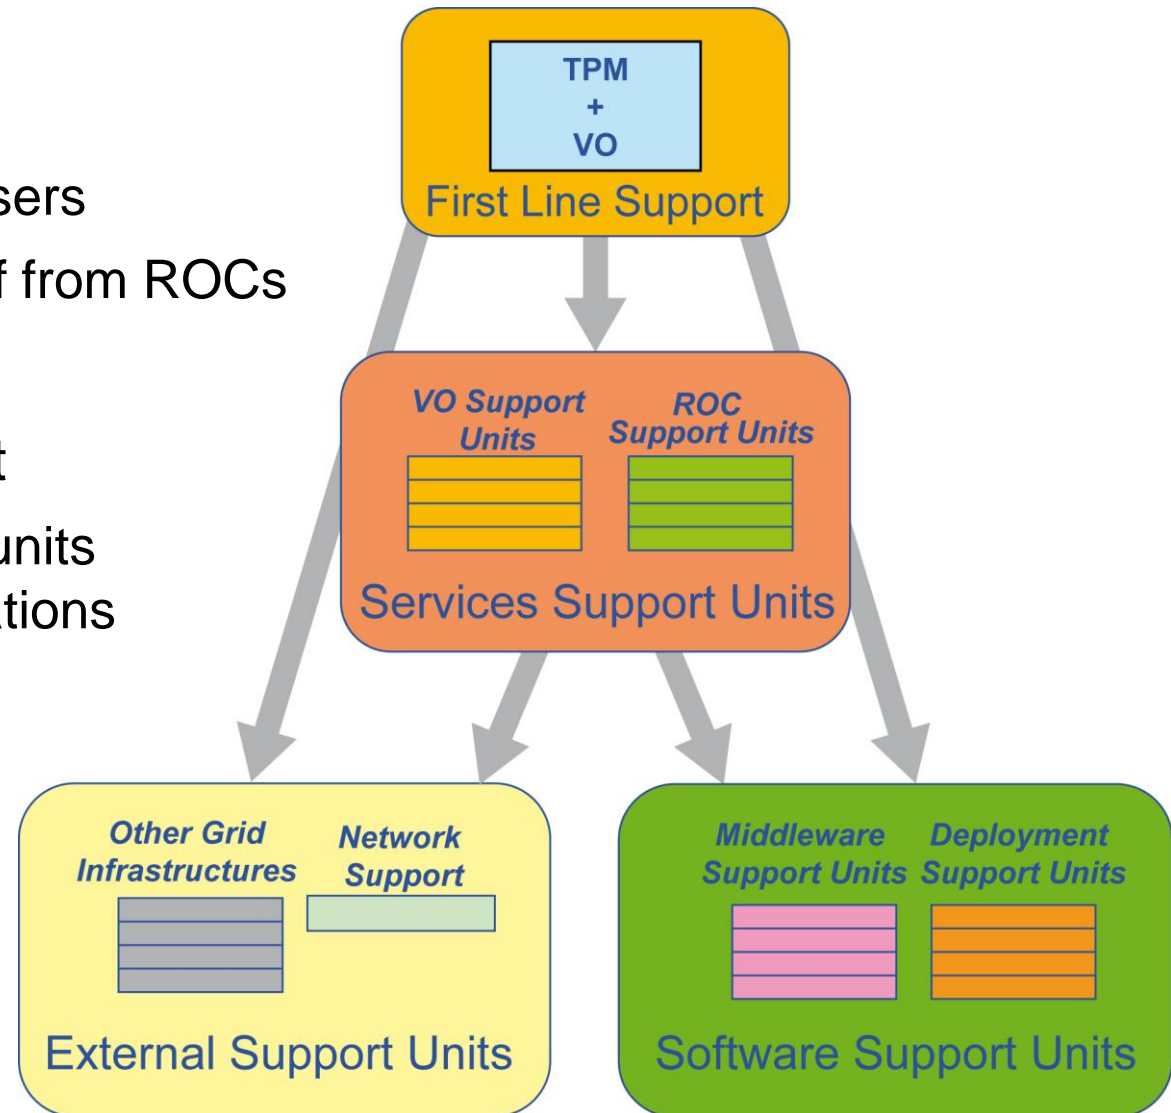 TPM
+
VO
First Line Support
sers
f from ROCs
t
units
ations
VO Support
Units
ROC
Support Units
Services Support Units
Other Grid
Infrastructures
Network
Support
External Support Units
Middleware
Support Units
Deployment
Support Units
Software Support Units